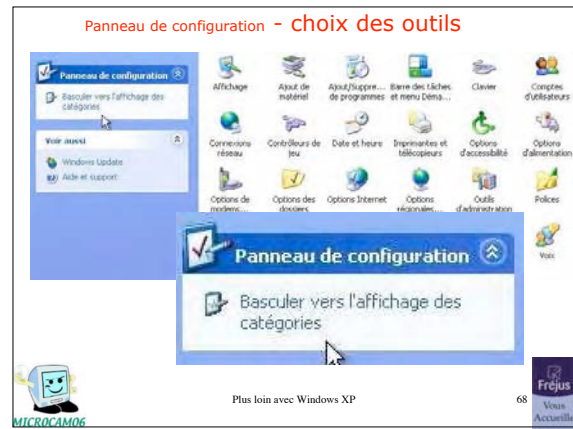 Panneau de configuration - choix des outils
Panneau de configuration
Basculer vers l'affichage des
catégories
Voir aussi
Windows Update
Aide et support
Affichage
Ajout de
matériel
Ajout/Suppre...
de programmes
Barre des tâches
et menu Déma...
Clavier
Comptes
d'utilisateurs
Connexions
réseau
Contrôleurs de
jeu
Date et heure
Imprimantes et
télécopieurs
Options
d'accessibilité
Options
d'alimentation
Options de
modems...
Options des
dossiers
Options Internet
Options
régionales...
Outils
d'administration
Polices
Voix
Panneau de configuration
Basculer vers l'affichage des
catégories
MICROCAM06
Plus loin avec Windows XP
68
Fréjus
Vous
Accueille